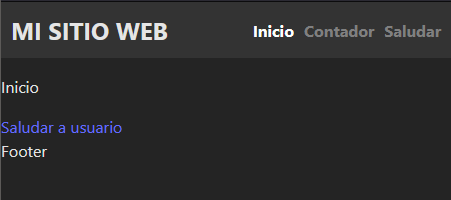 MI SITIO WEB Inicio Contador Saludar
Inicio
Saludar a usuario
Footer